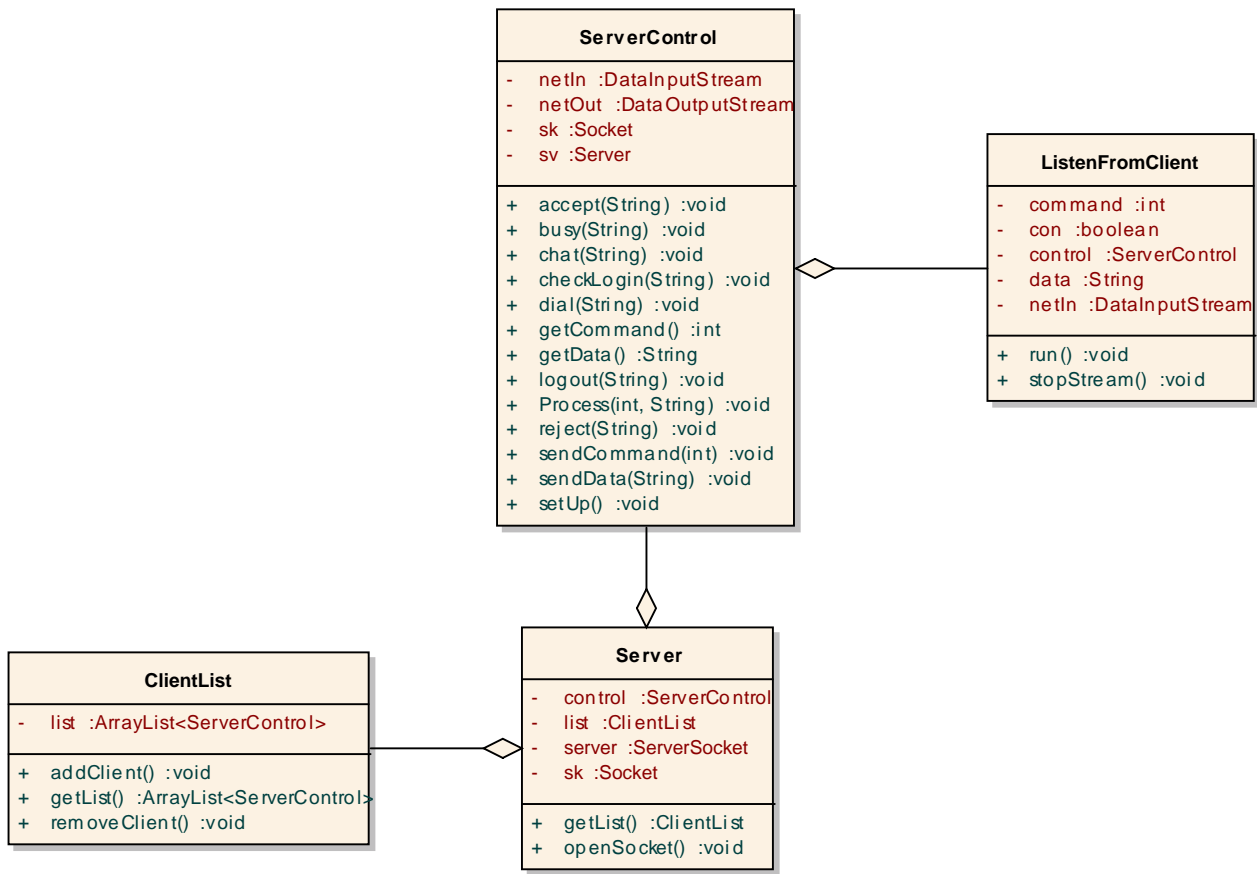 ServerControl
- netIn :DataInputStream
- netOut :DataOutputStream
- sk :Socket
- sv :Server
+ accept(String) :void
+ busy(String) :void
+ chat(String) :void
+ checkLogin(String) :void
+ dial(String) :void
+ getCommand() :int
+ getData() :String
+ logout(String) :void
+ Process(int, String) :void
+ reject(String) :void
+ sendCommand(int) :void
+ sendData(String) :void
+ setUp() :void
ListenFromClient
- command :int
- con :boolean
- control :ServerControl
- data :String
- netIn :DataInputStream
+ run() :void
+ stopStream() :void
ClientList
- list :ArrayList<ServerControl>
+ addClient() :void
+ getList() :ArrayList<ServerControl>
+ removeClient() :void
Server
- control :ServerControl
- list :ClientList
- server :ServerSocket
- sk :Socket
+ getList() :ClientList
+ openSocket() :void